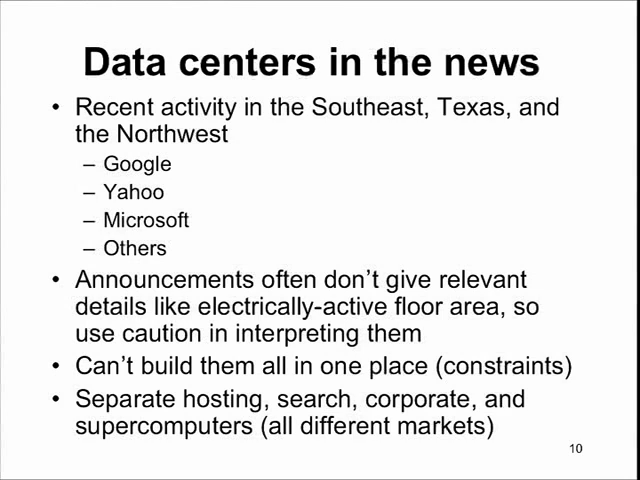 Data centers in the news
• Recent activity in the Southeast, Texas, and
the Northwest
– Google
– Yahoo
– Microsoft
– Others
• Announcements often don’t give relevant
details like electrically-active floor area, so
use caution in interpreting them
• Can’t build them all in one place (constraints)
• Separate hosting, search, corporate, and
supercomputers (all different markets)
10